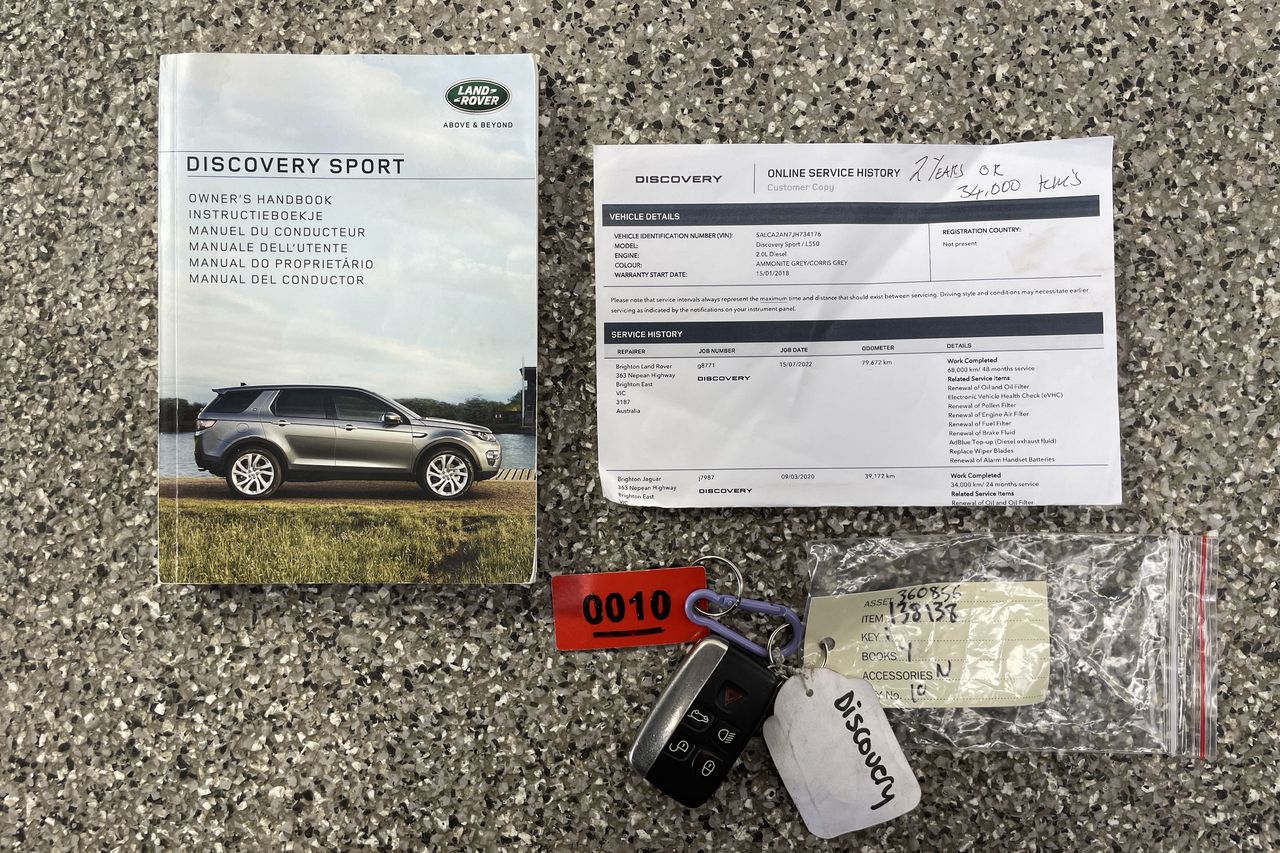 LAND
ROVER
ABOVE & BEYOND
DISCOVERY SPORT
OWNER'S HANDBOOK
INSTRUCTIEBOEKJE
MANUEL DU CONDUCTEUR
MANUALE DELL'UTENTE
MANUAL DO PROPRIETÁRIO
MANUAL DEL CONDUCTOR
DISCOVERY
ONLINE SERVICE HISTORY
Customer Copy
2 YEARS OR
34,000 KM'S
VEHICLE DETAILS
VEHICLE IDENTIFICATION NUMBER (VIN): SALCA2AN7JH734176
MODEL: Discovery Sport / L550
ENGINE: 2.0L Diesel
COLOUR: AMMONITE GREY/CORRIS GREY
WARRANTY START DATE: 15/01/2018
REGISTRATION COUNTRY:
Not present
Please note that service intervals always represent the maximum time and distance that should exist between servicing. Driving style and conditions may necessitate earlier
servicing as indicated by the notifications on your instrument panel.
SERVICE HISTORY
REPAIRER JOB NUMBER JOB DATE ODOMETER DETAILS
Brighton Land Rover g8771 15/07/2022 79,672 km Work Completed
363 Nepean Highway DISCOVERY 68,000 km/ 48 months service
Brighton East Related Service Items
VIC Renewal of Oil and Oil Filter
3187 Electronic Vehicle Health Check (eVHC)
Australia Renewal of Pollen Filter
Renewal of Engine Air Filter
Renewal of Fuel Filter
Renewal of Brake Fluid
AdBlue Top-up (Diesel exhaust fluid)
Replace Wiper Blades
Renewal of Alarm Handset Batteries
Brighton Jaguar j7987 09/03/2020 39,172 km Work Completed
363 Nepean Highway DISCOVERY 34,000 km/ 24 months service
Brighton East Related Service Items
VIC Renewal of Oil and Oil Filter
0010
ASSET 360855
ITEM 138138
KEY 1
BOOKS Y
ACCESSORIES N
No. 10
Discovery